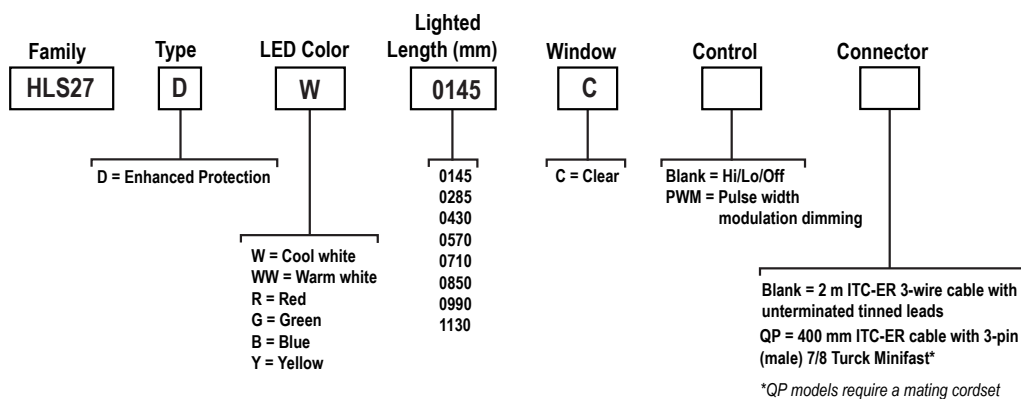 Family
Type
LED Color
Lighted
Length (mm)
Window
Control
Connector
HLS27
D
W
0145
C
D = Enhanced Protection
W = Cool white
WW = Warm white
R = Red
G = Green
B = Blue
Y = Yellow
0145
0285
0430
0570
0710
0850
0990
1130
C = Clear
Blank = Hi/Lo/Off
PWM = Pulse width
modulation dimming
Blank = 2 m ITC-ER 3-wire cable with
unterminated tinned leads
QP = 400 mm ITC-ER cable with 3-pin
(male) 7/8 Turck Minifast*
*QP models require a mating cordset